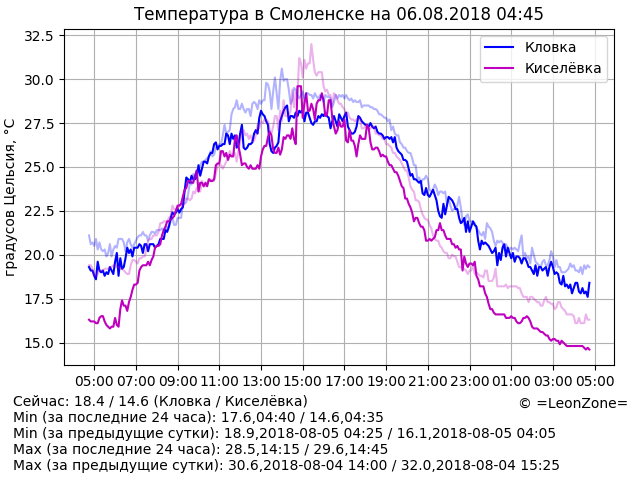 Температура в Смоленске на 06.08.2018 04:45
Кловка
Киселёвка
градусов Цельсия, °C
32.5
30.0
27.5
25.0
22.5
20.0
17.5
15.0
05:00 07:00 09:00 11:00 13:00 15:00 17:00 19:00 21:00 23:00 01:00 03:00 05:00
Сейчас: 18.4 / 14.6 (Кловка / Киселёвка)
© =LeonZone=
Min (за последние 24 часа): 17.6,04:40 / 14.6,04:35
Min (за предыдущие сутки): 18.9,2018-08-05 04:25 / 16.1,2018-08-05 04:05
Max (за последние 24 часа): 28.5,14:15 / 29.6,14:45
Max (за предыдущие сутки): 30.6,2018-08-04 14:00 / 32.0,2018-08-04 15:25